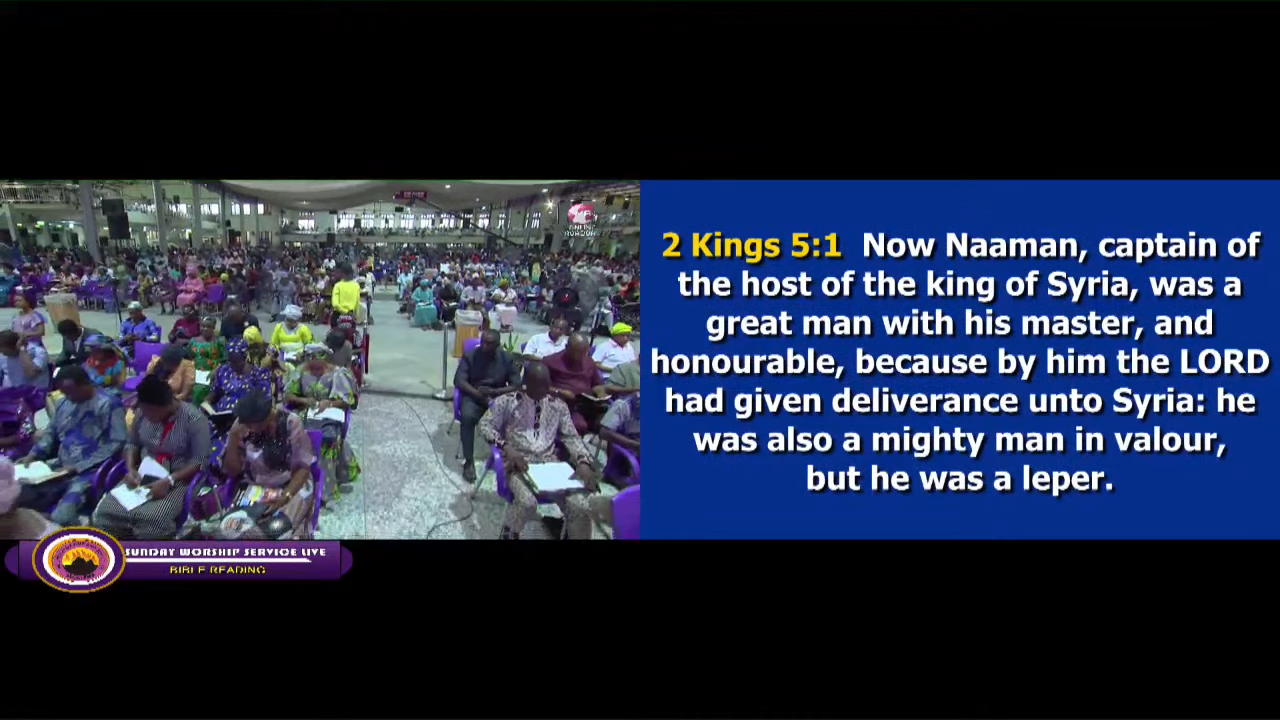 2 Kings 5:1 Now Naaman, captain of
the host of the king of Syria, was a
great man with his master, and
honourable, because by him the LORD
had given deliverance unto Syria: he
was also a mighty man in valour,
but he was a leper.
SUNDAY WORSHIP SERVICE LIVE
BIBLE READING